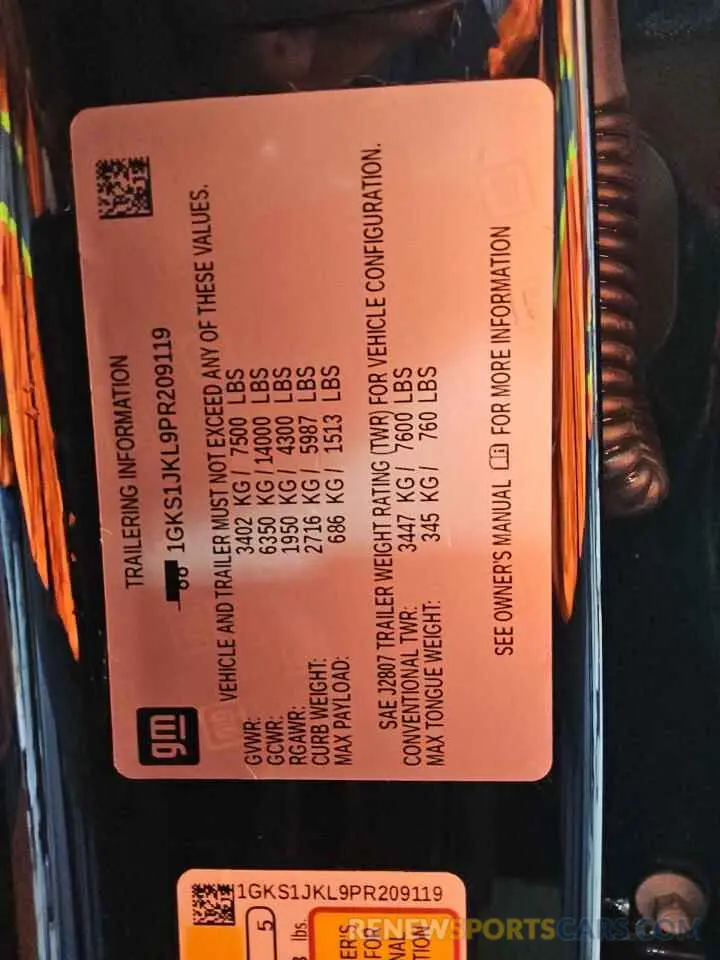 gm
TRAILERING INFORMATION
1GKS1JKL9PR209119
VEHICLE AND TRAILER MUST NOT EXCEED ANY OF THESE VALUES.
GVWR: 3402 KG / 7500 LBS
GCWR: 6350 KG / 14000 LBS
RGAWR: 1950 KG / 4300 LBS
CURB WEIGHT: 2716 KG / 5987 LBS
MAX PAYLOAD: 686 KG / 1513 LBS
SAE J2807 TRAILER WEIGHT RATING (TWR) FOR VEHICLE CONFIGURATION.
CONVENTIONAL TWR: 3447 KG / 7600 LBS
MAX TONGUE WEIGHT: 345 KG / 760 LBS
SEE OWNER'S MANUAL FOR MORE INFORMATION
1GKS1JKL9PR209119
5
lbs.
FOR
RENEWSPORTSCARS.COM